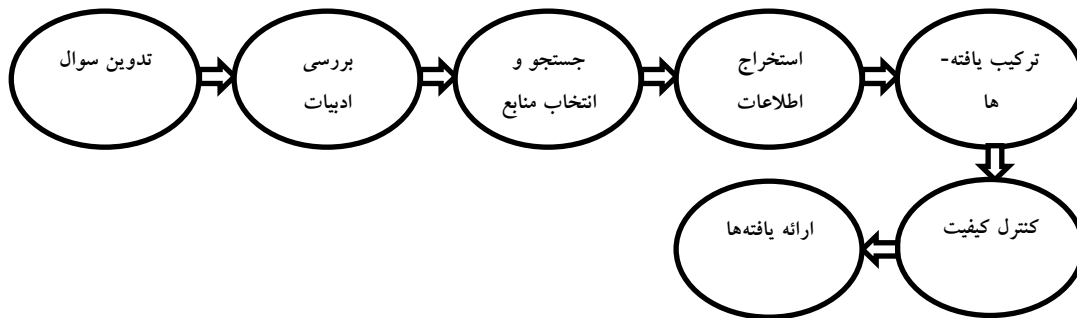 تدوین سوال
بررسی
ادبیات
جستجو و
انتخاب منابع
استخراج
اطلاعات
ترکیب یافته-
ها
کنترل کیفیت
ارائه یافته‌ها